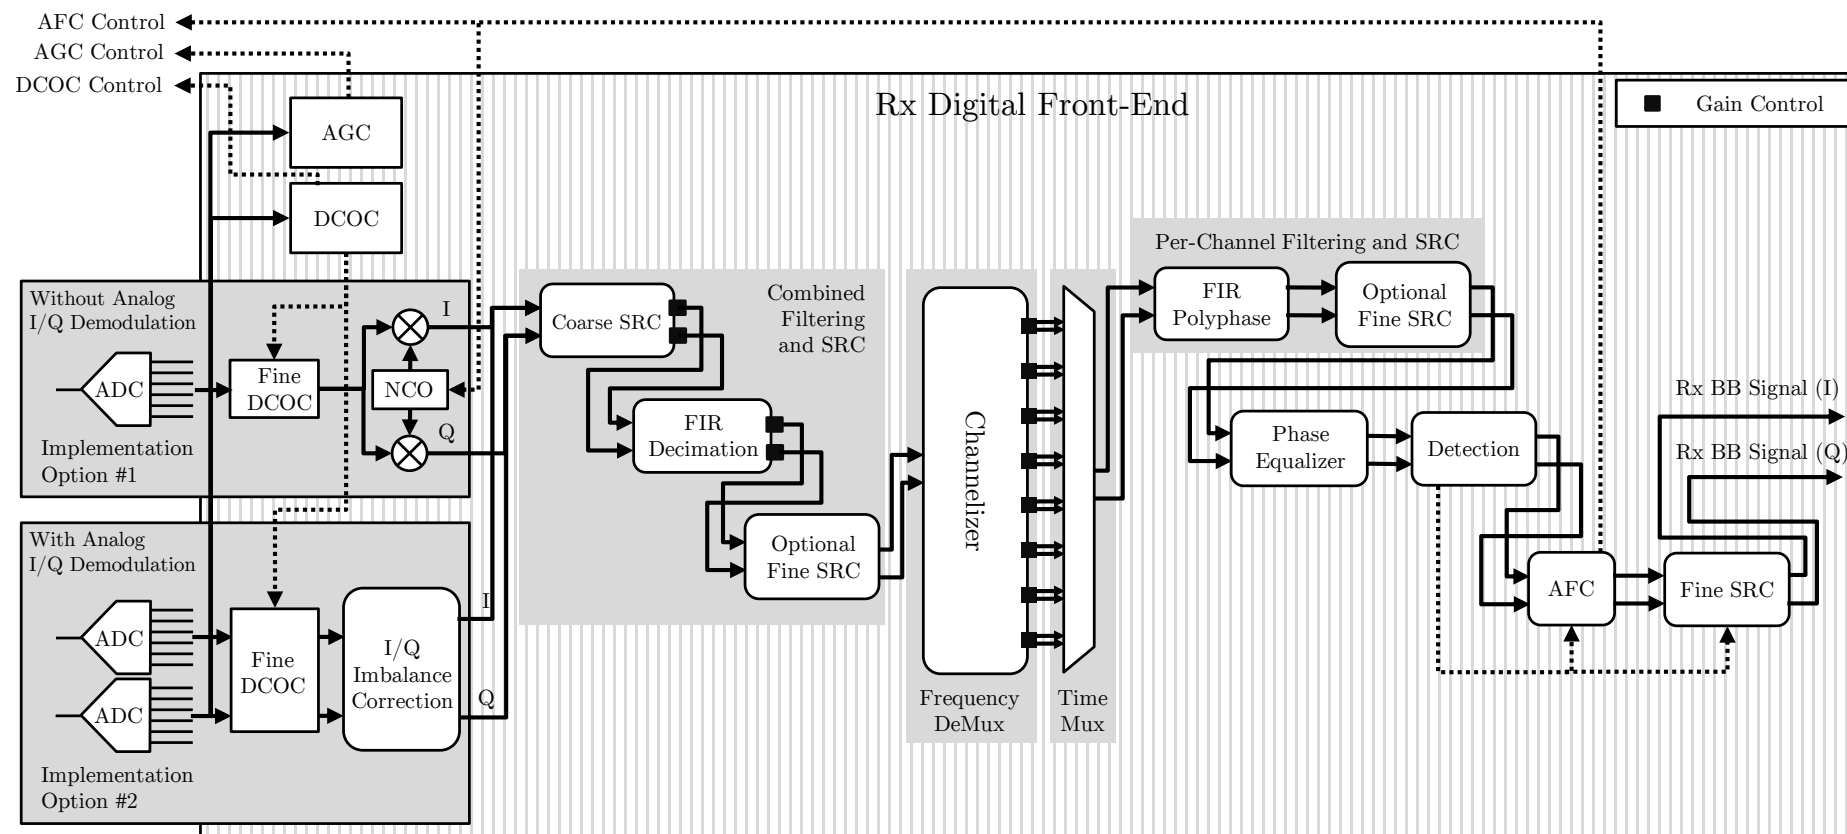 AFC Control
AGC Control
DCOC Control
Rx Digital Front-End
Gain Control
AGC
DCOC
Without Analog
I/Q Demodulation
ADC
Fine
DCOC
NCO
I
Q
Implementation
Option #1
With Analog
I/Q Demodulation
ADC
ADC
Fine
DCOC
I/Q
Imbalance
Correction
I
Q
Implementation
Option #2
Coarse SRC
Combined
Filtering
and SRC
FIR
Decimation
Optional
Fine SRC
Channelizer
Frequency
DeMux
Time
Mux
Per-Channel Filtering and SRC
FIR
Polyphase
Optional
Fine SRC
Phase
Equalizer
Detection
AFC
Fine SRC
Rx BB Signal (I)
Rx BB Signal (Q)